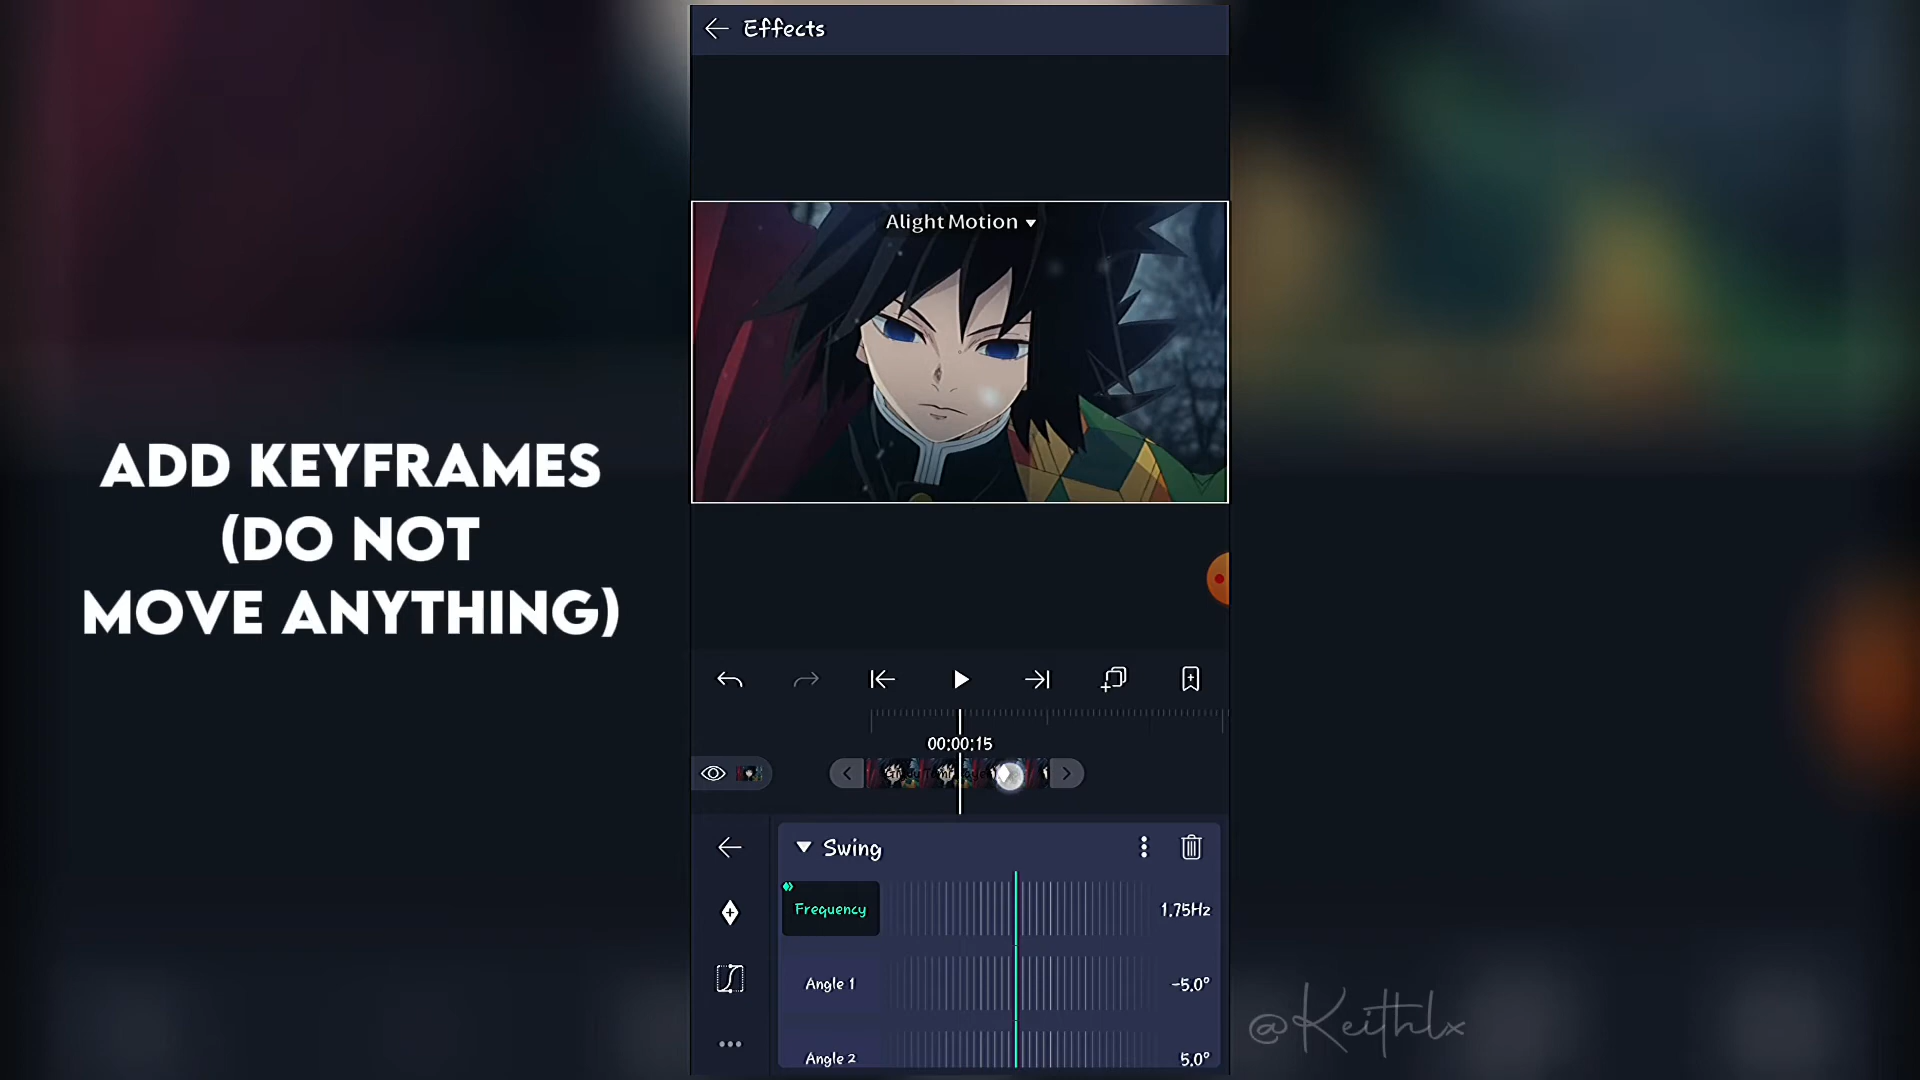 Effects
Alight Motion
ADD KEYFRAMES
(DO NOT
MOVE ANYTHING)
00:00:15
Swing
Frequency
1.75Hz
Angle 1
-5.0°
Angle 2
5.0°
@Keithlx